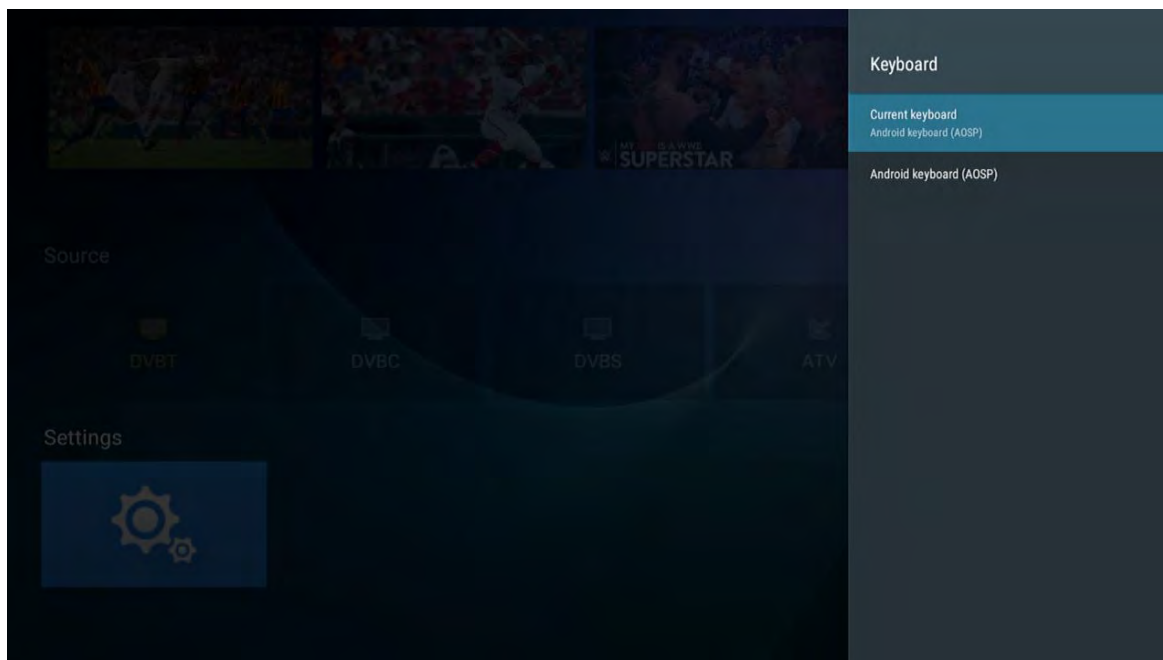 Keyboard
Current keyboard
Android keyboard (AOSP)
Android keyboard (AOSP)
SUPERSTAR
Source
DVBT
DVBC
DVBS
ATV
Settings